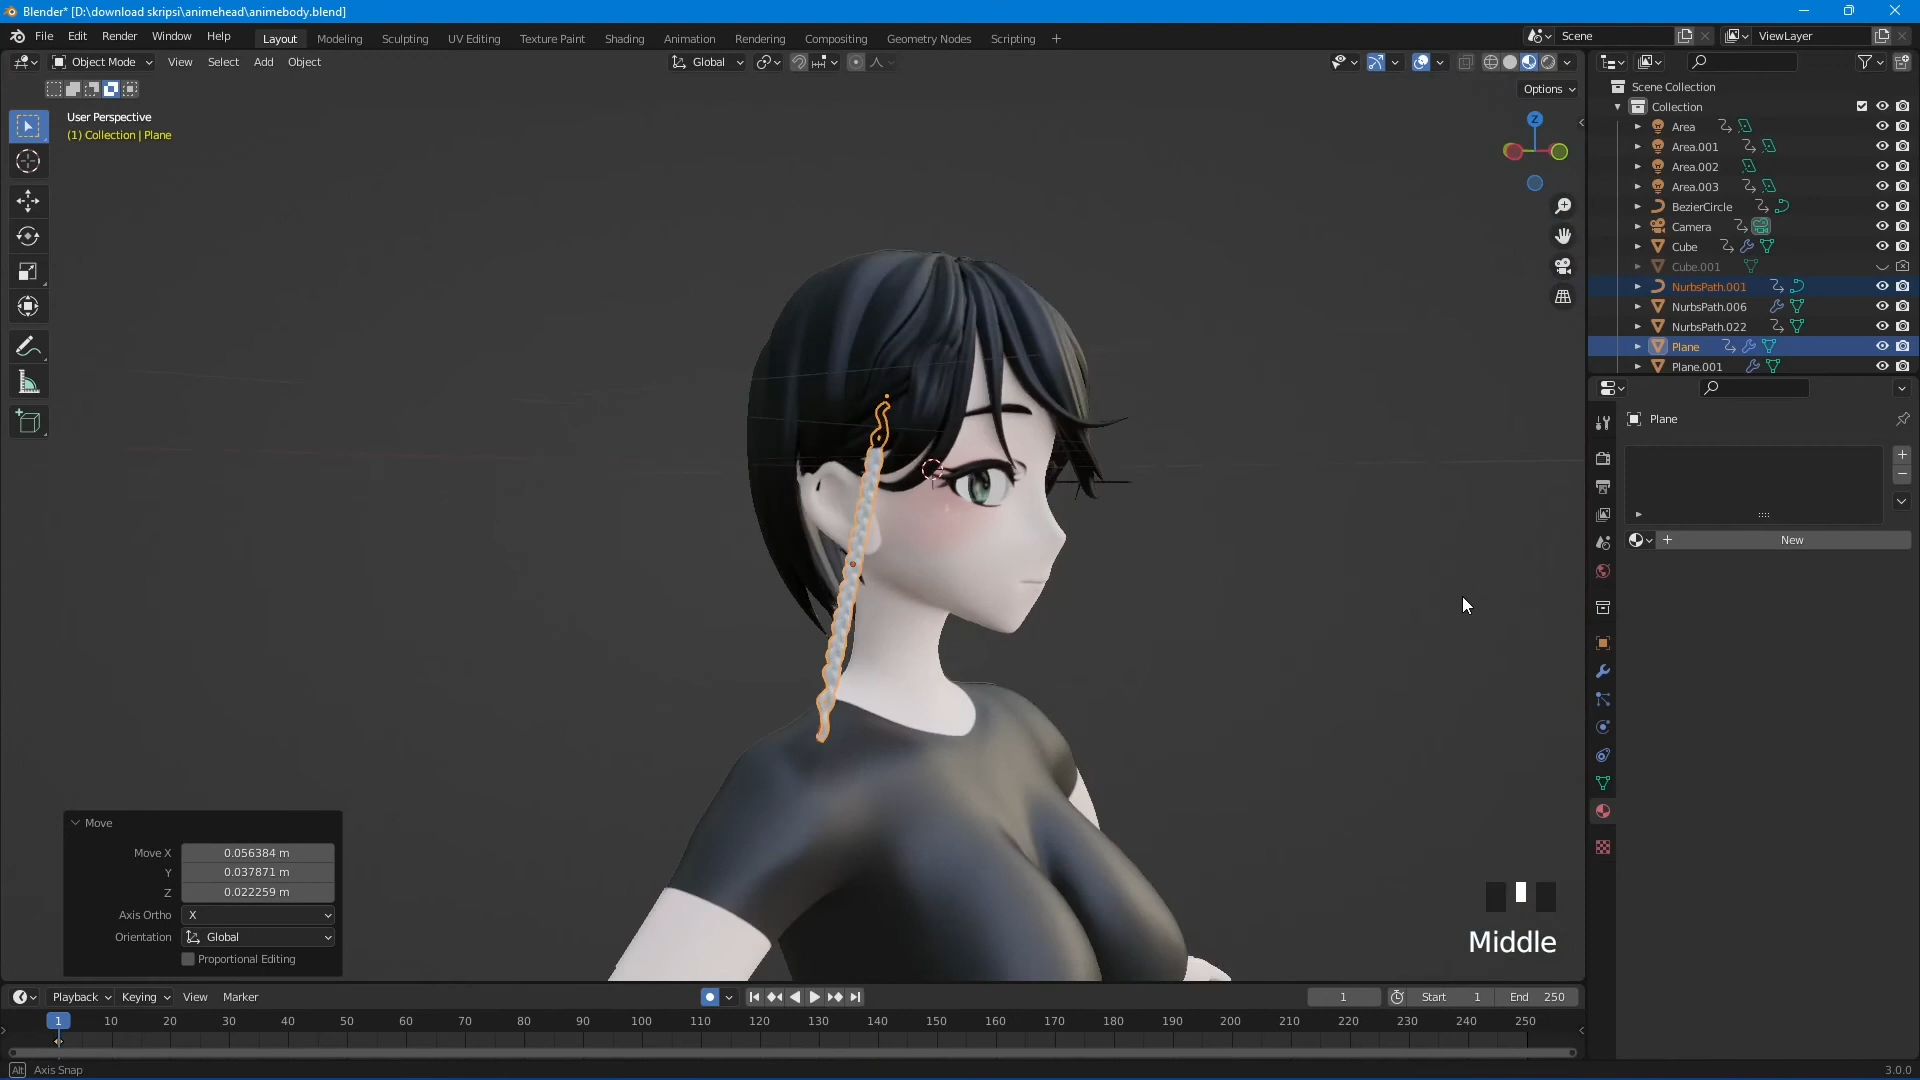 Blender* [D:\download skripsi\animehead\animebody.blend]
File Edit Render Window Help Layout Modeling Sculpting UV Editing Texture Paint Shading Animation Rendering Compositing Geometry Nodes Scripting + Scene ViewLayer
Object Mode View Select Add Object Global
Options
User Perspective
(1) Collection | Plane
Z
Scene Collection
Collection
Area
Area.001
Area.002
Area.003
BezierCircle
Camera
Cube
Cube.001
NurbsPath.001
NurbsPath.006
NurbsPath.022
Plane
Plane.001
Plane
New
Move
Move X 0.056384 m
Y 0.037871 m
Z 0.022259 m
Axis Ortho X
Orientation Global
Proportional Editing
Middle
Playback Keying View Marker 1 Start 1 End 250
1 10 20 30 40 50 60 70 80 90 100 110 120 130 140 150 160 170 180 190 200 210 220 230 240 250
Alt Axis Snap 3.0.0